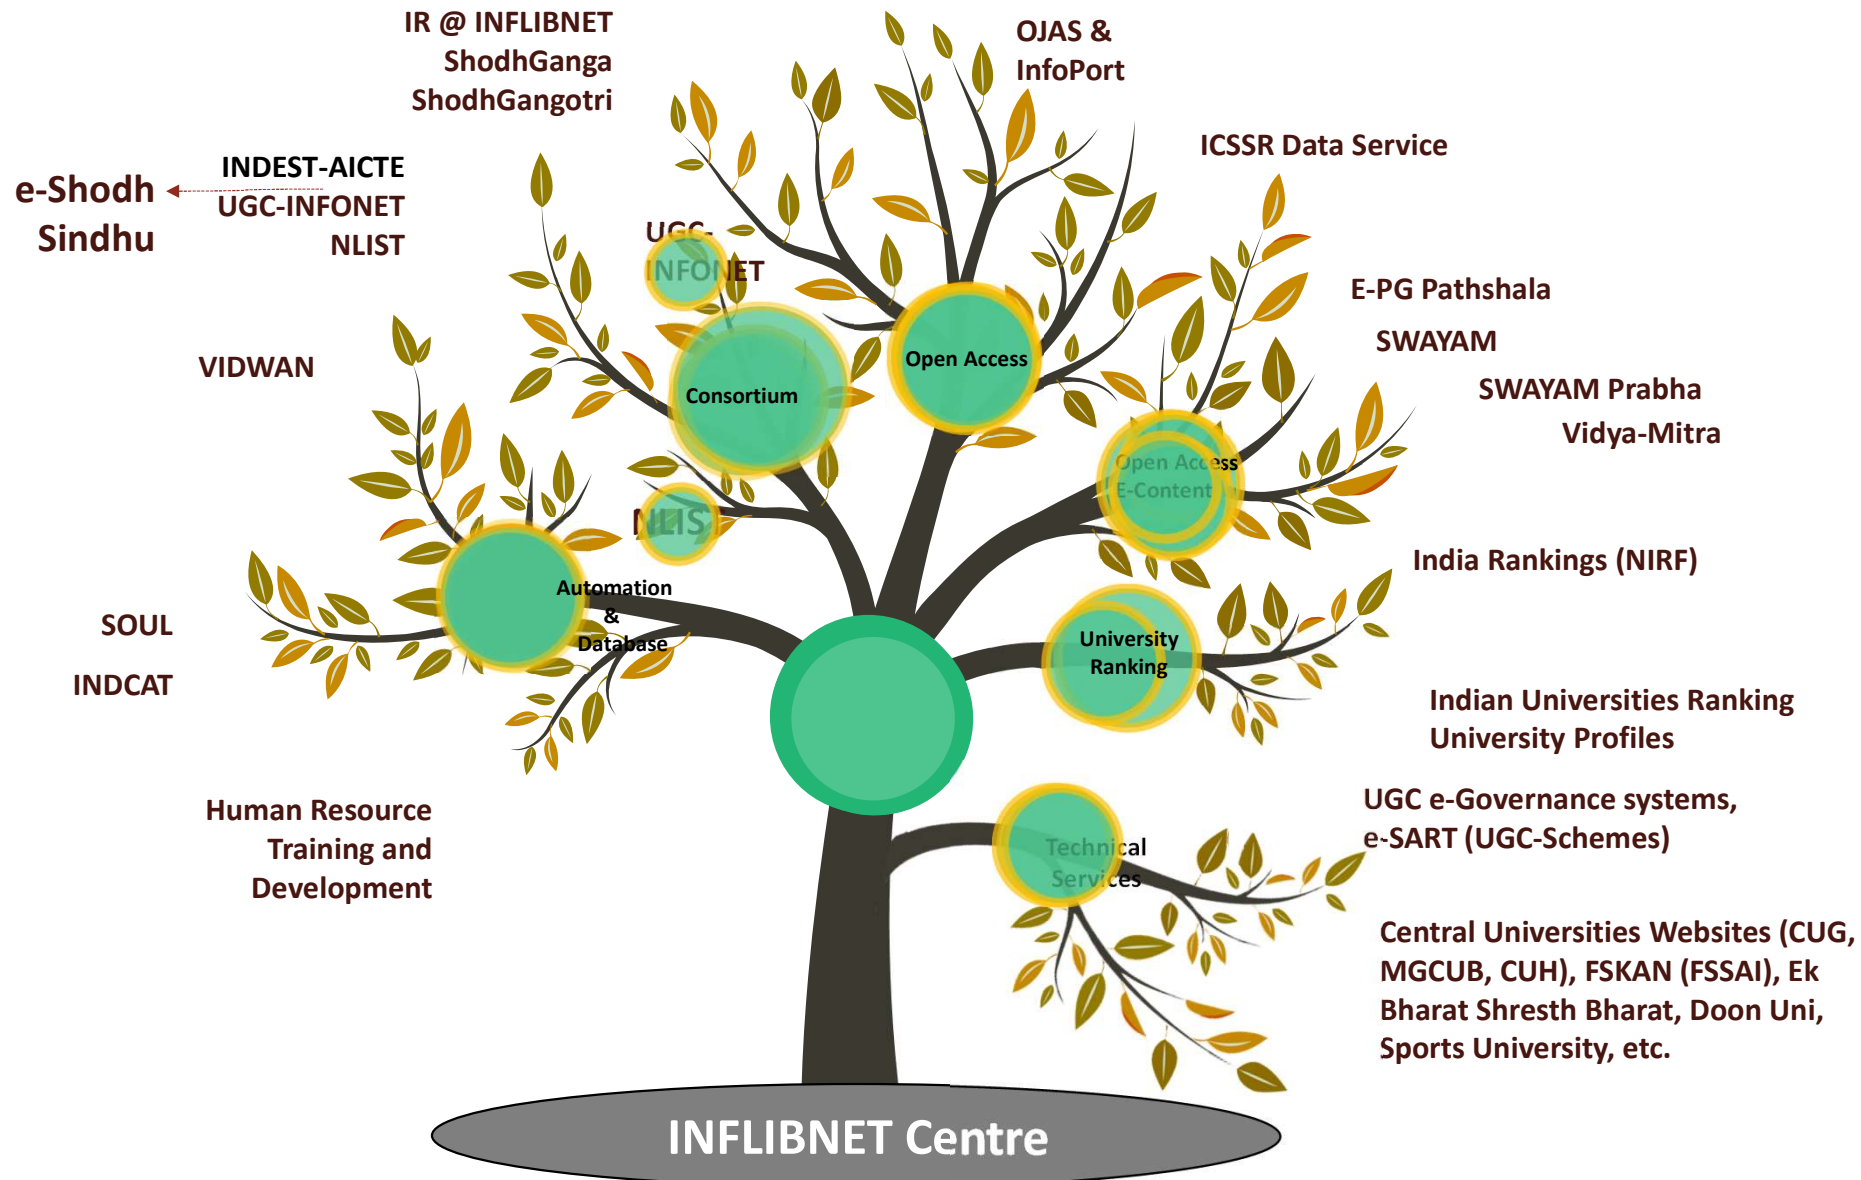 IR @ INFLIBNET
ShodhGanga
ShodhGangotri
OJAS &
InfoPort
ICSSR Data Service
e-Shodh
Sindhu
INDEST-AICTE
UGC-INFONET
NLIST
UGC-
INFONET
E-PG Pathshala
SWAYAM
SWAYAM Prabha
Vidya-Mitra
VIDWAN
Consortium
Open Access
Open Access
E-Content
NLIST
India Rankings (NIRF)
Automation
&
Database
SOUL
INDCAT
University
Ranking
Indian Universities Ranking
University Profiles
Human Resource
Training and
Development
Technical
Services
UGC e-Governance systems,
e-SART (UGC-Schemes)
Central Universities Websites (CUG,
MGCUB, CUH), FSKAN (FSSAI), Ek
Bharat Shresth Bharat, Doon Uni,
Sports University, etc.
INFLIBNET Centre